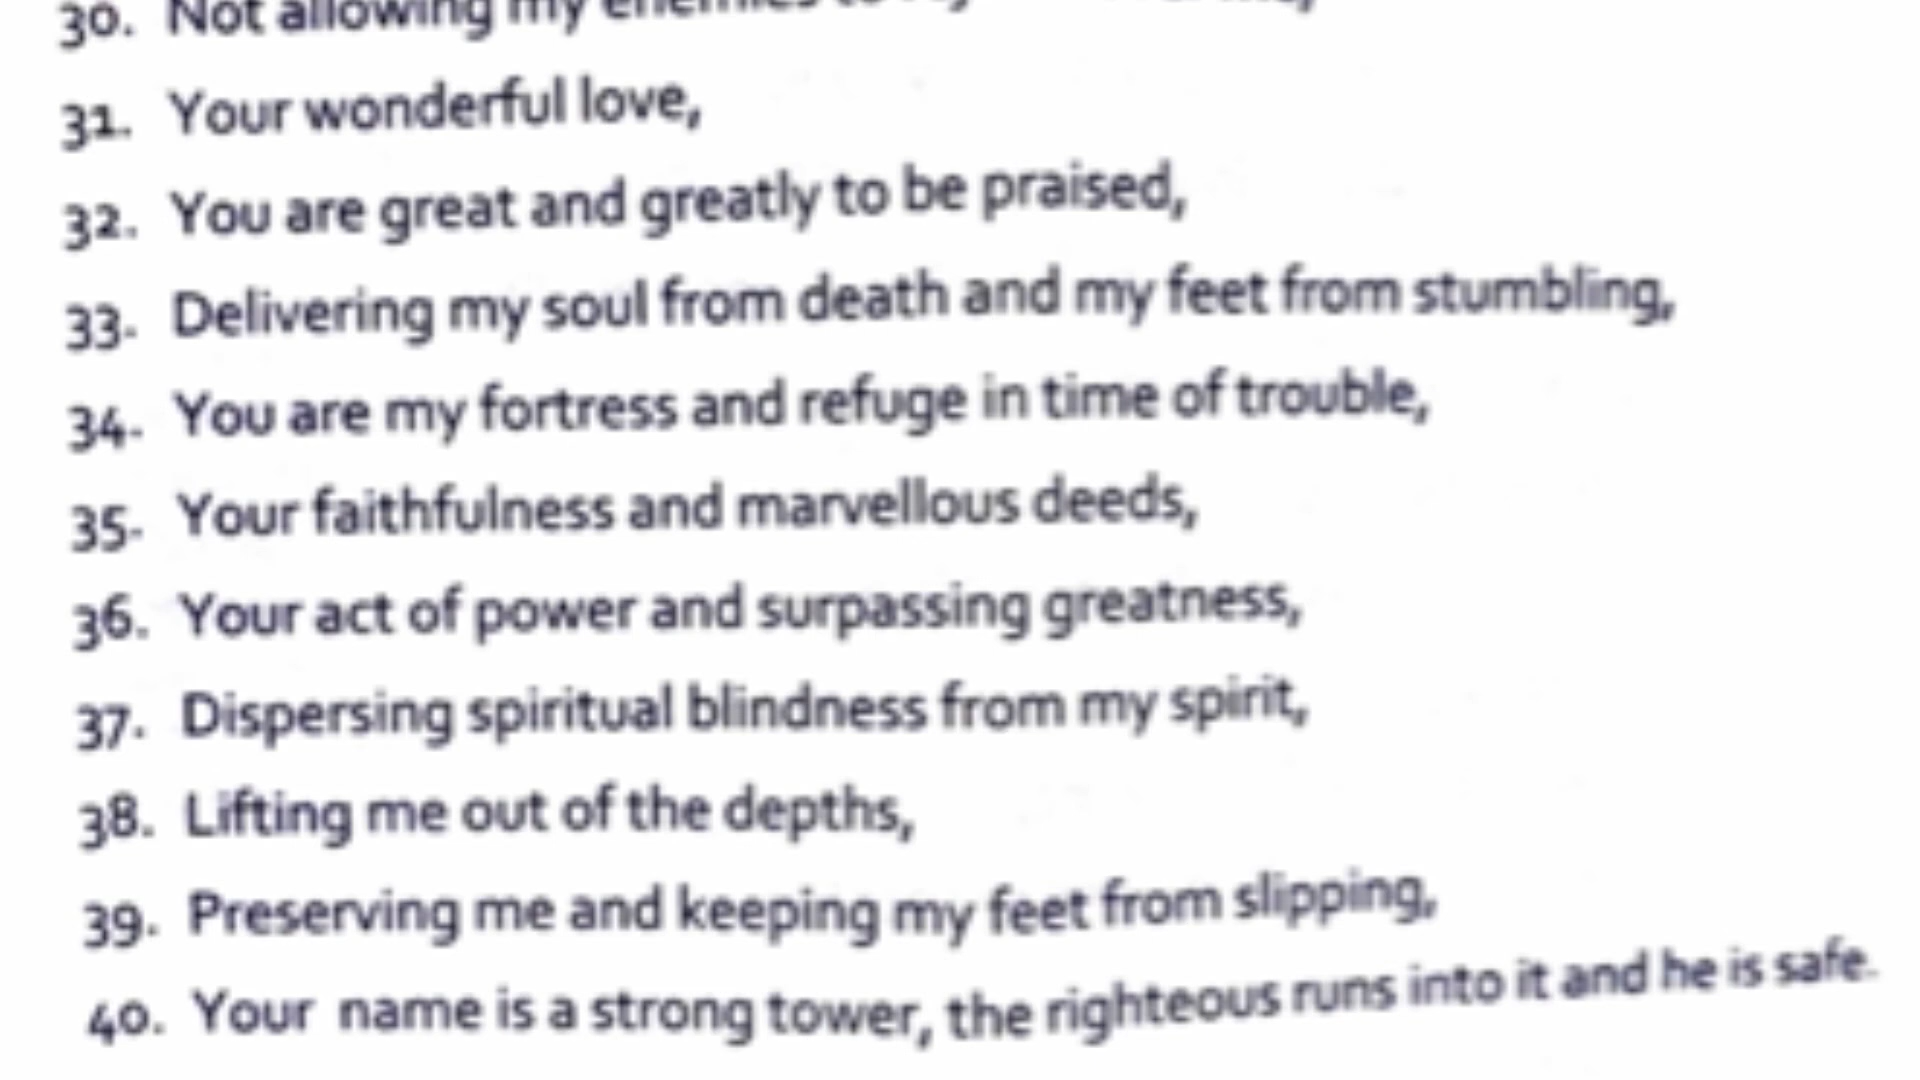 30. Not allowing my enemies to
31. Your wonderful love,
32. You are great and greatly to be praised,
33. Delivering my soul from death and my feet from stumbling,
34. You are my fortress and refuge in time of trouble,
35. Your faithfulness and marvellous deeds,
36. Your act of power and surpassing greatness,
37. Dispersing spiritual blindness from my spirit,
38. Lifting me out of the depths,
39. Preserving me and keeping my feet from slipping,
40. Your name is a strong tower, the righteous runs into it and he is safe.